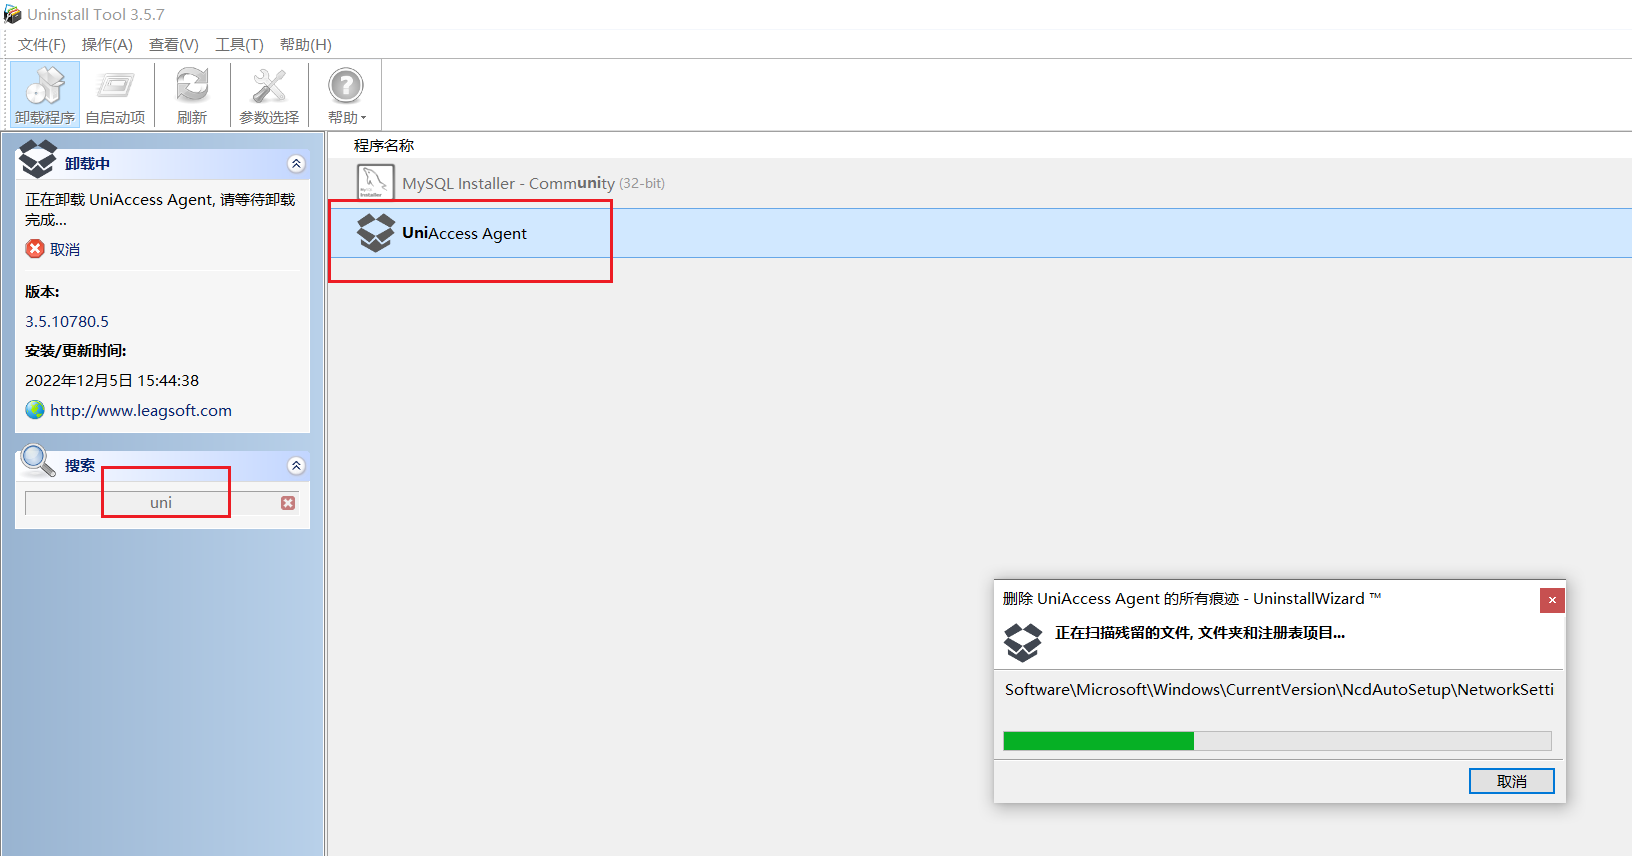 Uninstall Tool 3.5.7
文件(F) 操作(A) 查看(V) 工具(T) 帮助(H)
卸载程序 自启动项 刷新 参数选择 帮助
卸载中
正在卸载 UniAccess Agent, 请等待卸载
完成...
取消
版本:
3.5.10780.5
安装/更新时间:
2022年12月5日 15:44:38
http://www.leagsoft.com
搜索
uni
程序名称
MySQL Installer - Community (32-bit)
UniAccess Agent
删除 UniAccess Agent 的所有痕迹 - UninstallWizard ™
正在扫描残留的文件, 文件夹和注册表项目...
Software\Microsoft\Windows\CurrentVersion\NcdAutoSetup\NetworkSetti
取消